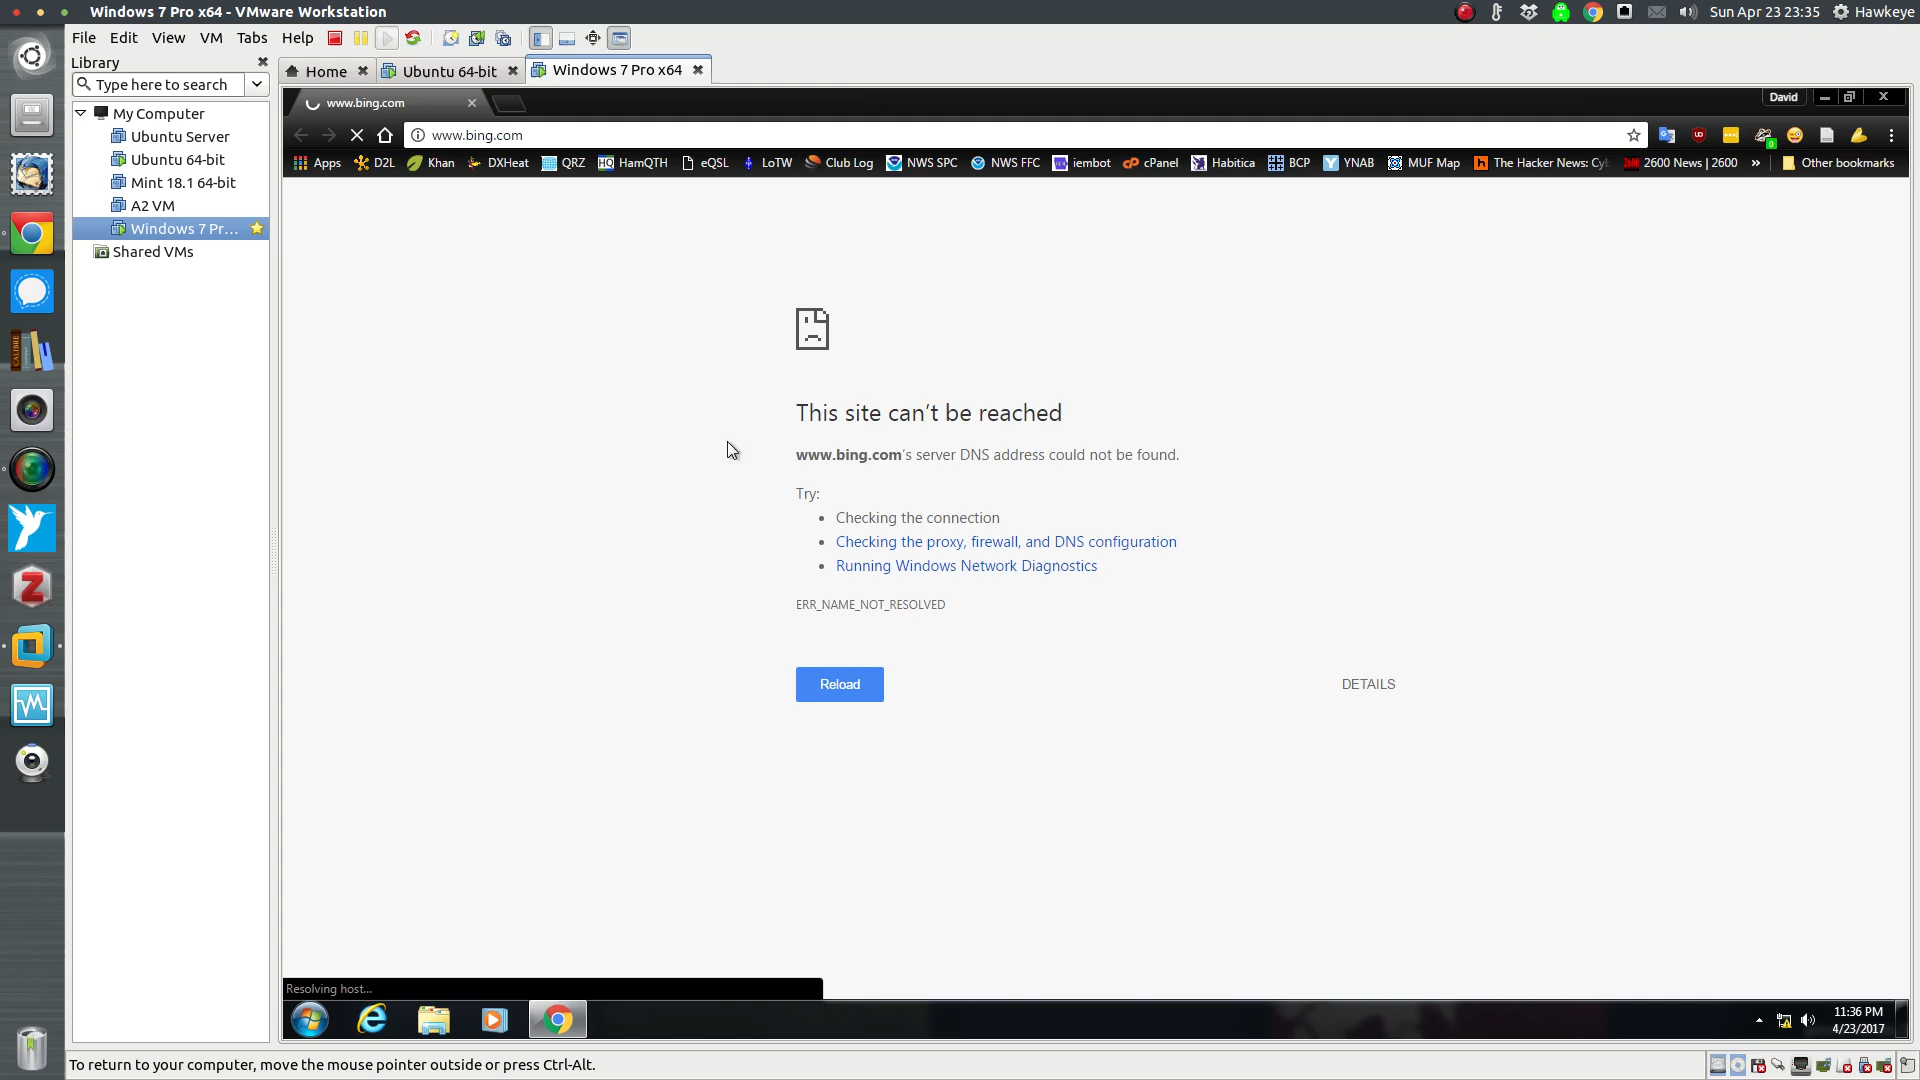 Windows 7 Pro x64 - VMware Workstation
Sun Apr 23 23:35
Hawkeye
File Edit View VM Tabs Help
Library
Type here to search
My Computer
Ubuntu Server
Ubuntu 64-bit
Mint 18.1 64-bit
A2 VM
Windows 7 Pr...
Shared VMs
Home
Ubuntu 64-bit
Windows 7 Pro x64
www.bing.com
David
www.bing.com
Apps D2L Khan DXHeat QRZ HamQTH eQSL LoTW Club Log NWS SPC NWS FFC iembot cPanel Habitica BCP YNAB MUF Map The Hacker News: Cy 2600 News | 2600 » Other bookmarks
This site can't be reached
www.bing.com's server DNS address could not be found.
Try:
Checking the connection
Checking the proxy, firewall, and DNS configuration
Running Windows Network Diagnostics
ERR_NAME_NOT_RESOLVED
Reload
DETAILS
Resolving host...
11:36 PM
4/23/2017
To return to your computer, move the mouse pointer outside or press Ctrl-Alt.